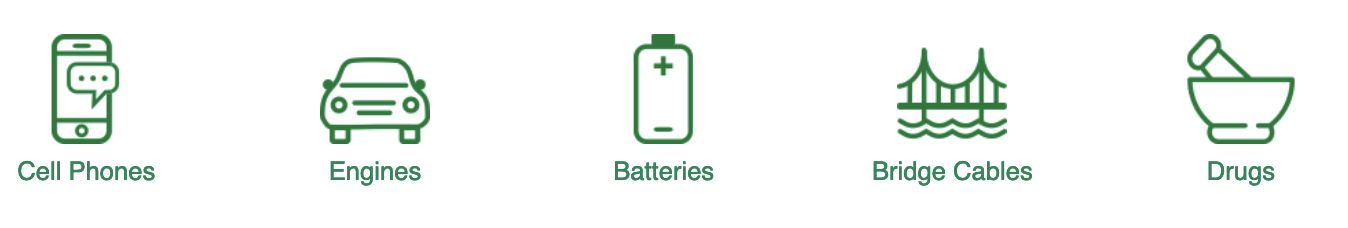 Cell Phones
Engines
Batteries
Bridge Cables
Drugs